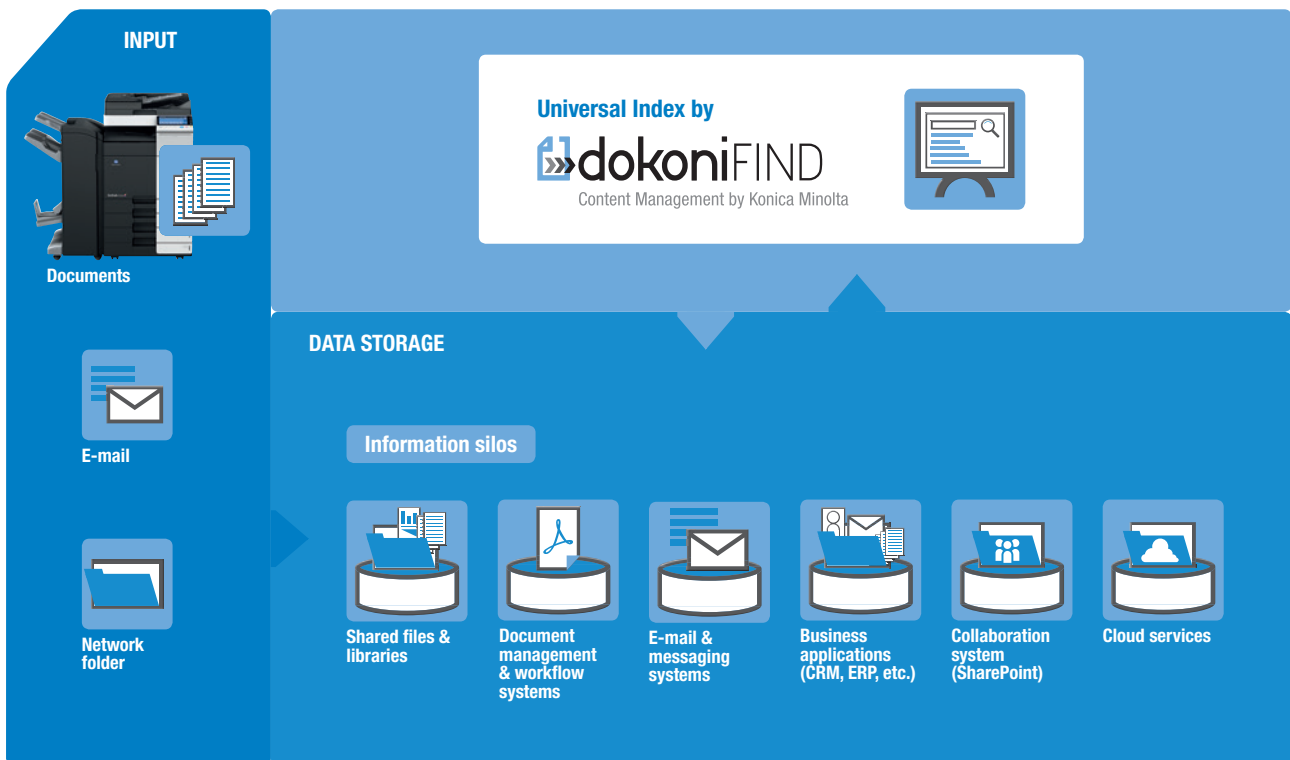 INPUT
Documents
E-mail
Network
folder
Universal Index by
dokoniFIND
Content Management by Konica Minolta
DATA STORAGE
Information silos
Shared files &
libraries
Document
management
& workflow
systems
E-mail &
messaging
systems
Business
applications
(CRM, ERP, etc.)
Collaboration
system
(SharePoint)
Cloud services